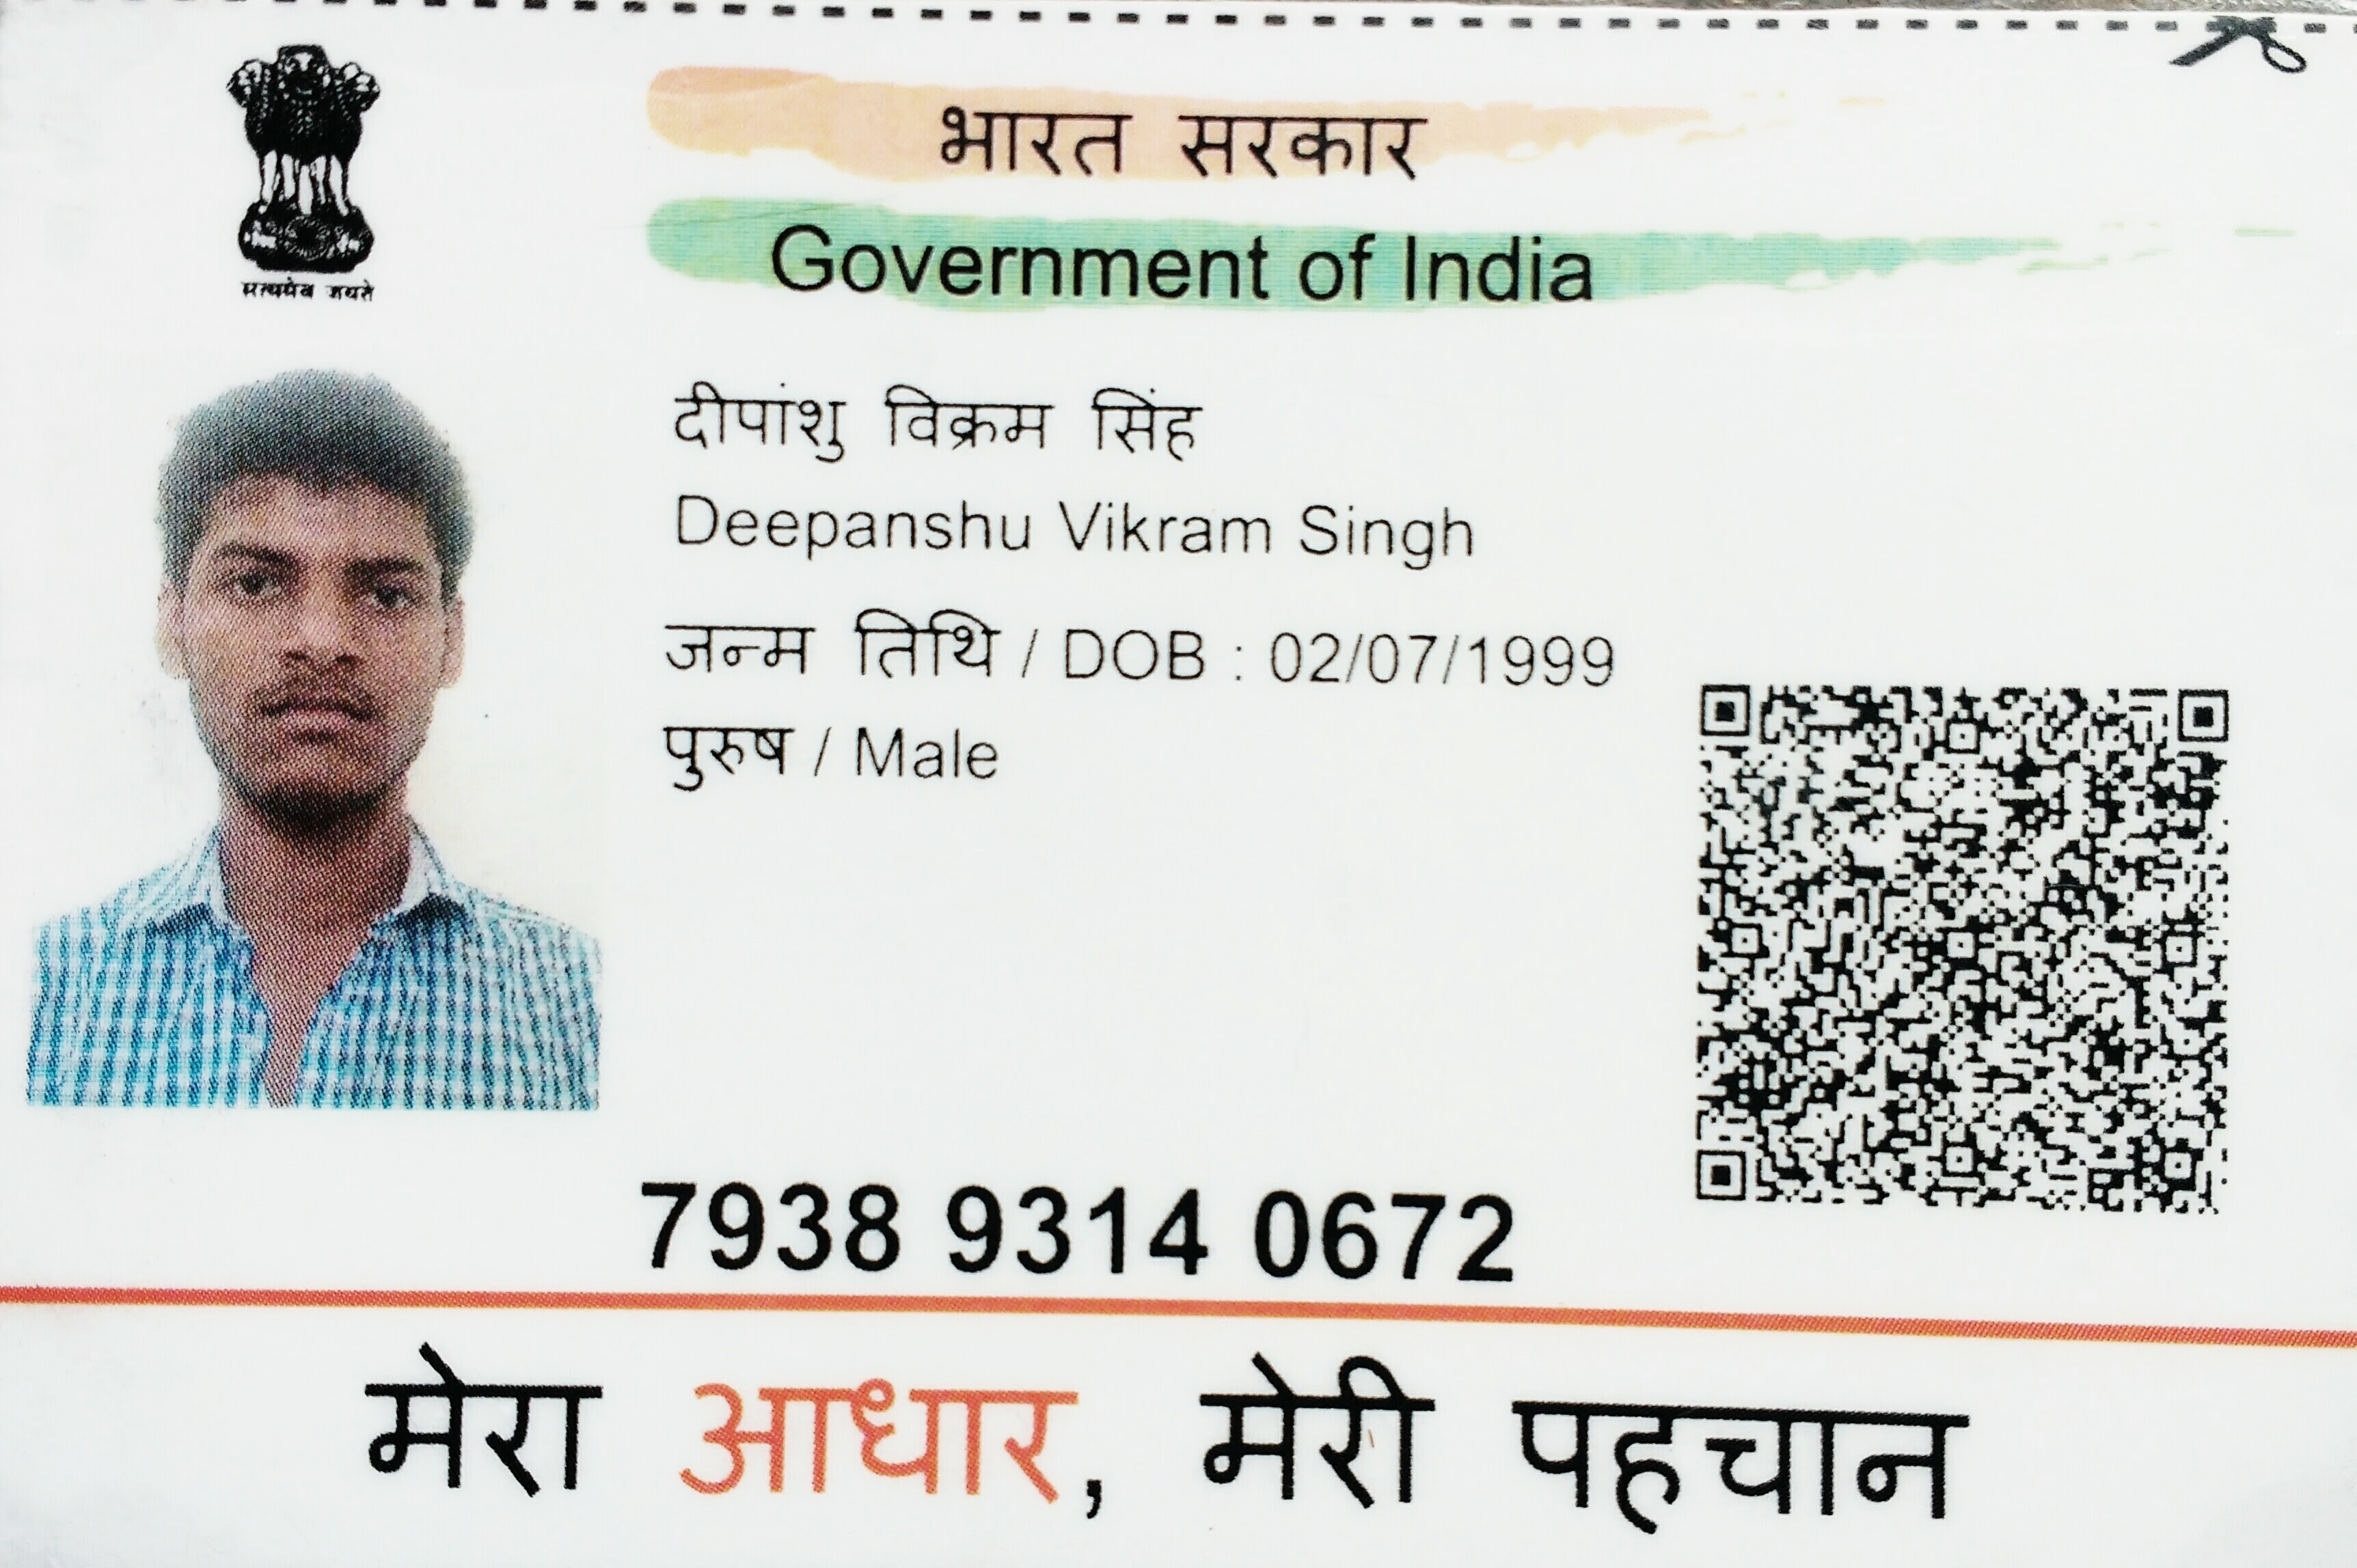 भारत सरकार
Government of India
सत्यमेव जयते
दीपांशु विक्रम सिंह
Deepanshu Vikram Singh
जन्म तिथि / DOB : 02/07/1999
पुरुष / Male
7938 9314 0672
मेरा आधार, मेरी पहचान